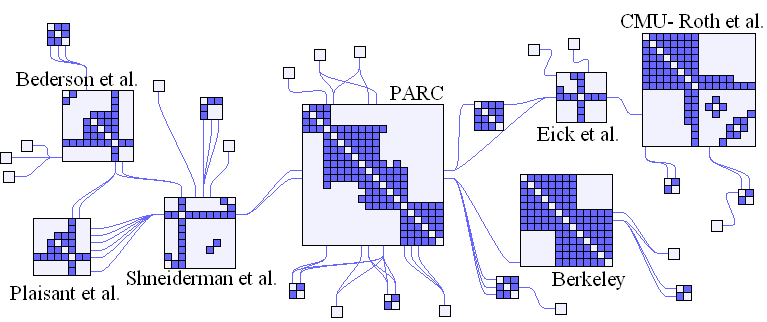 CMU- Roth et al.
Bederson et al.
PARC
Eick et al.
Plaisant et al.
Shneiderman et al.
Berkeley